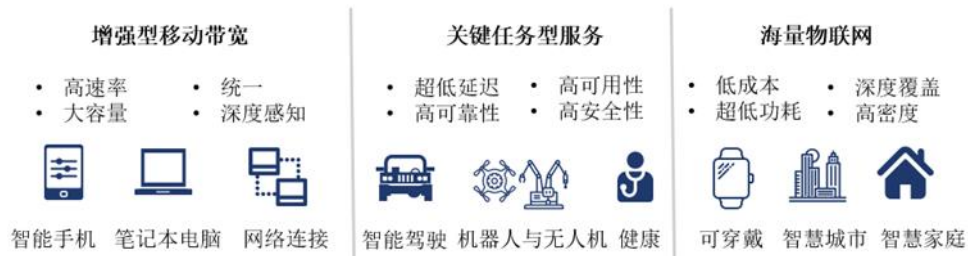 增强型移动带宽
• 高速率 • 统一
• 大容量 • 深度感知
智能手机 笔记本电脑 网络连接
关键任务型服务
• 超低延迟 • 高可用性
• 高可靠性 • 高安全性
智能驾驶 机器人与无人机 健康
海量物联网
• 低成本 • 深度覆盖
• 超低功耗 • 高密度
可穿戴 智慧城市 智慧家庭